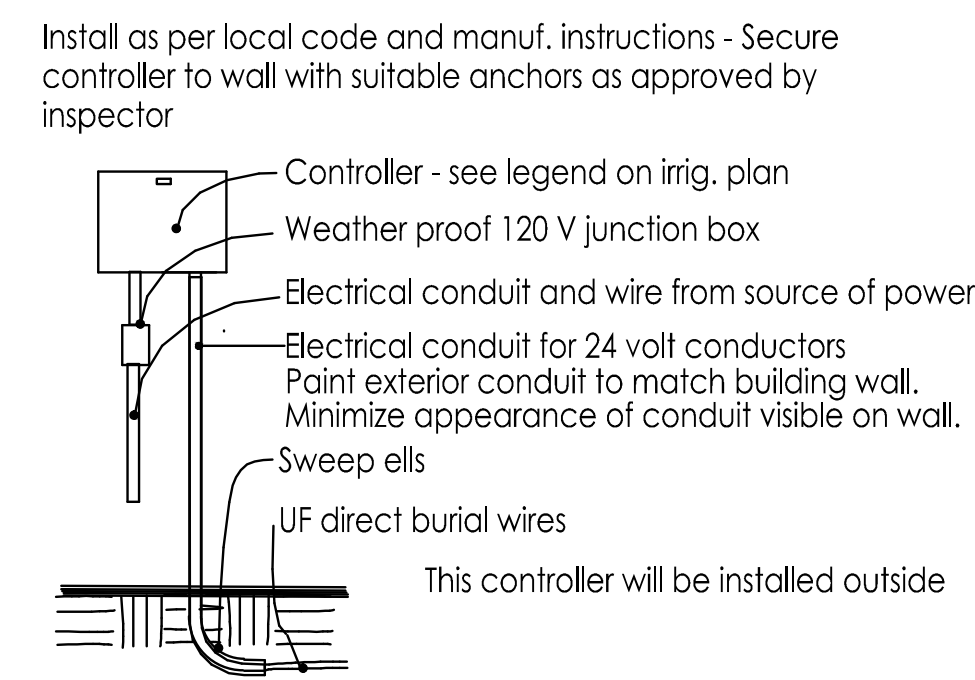 Install as per local code and manuf. instructions - Secure
controller to wall with suitable anchors as approved by
inspector
Controller - see legend on irrig. plan
Weather proof 120 V junction box
Electrical conduit and wire from source of power
Electrical conduit for 24 volt conductors
Paint exterior conduit to match building wall.
Minimize appearance of conduit visible on wall.
Sweep ells
UF direct burial wires
This controller will be installed outside